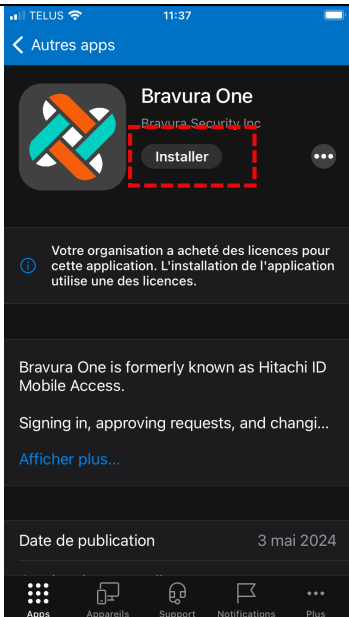 TELUS
11:37
Autres apps
Bravura One
Bravura Security Inc
Installer
Votre organisation a acheté des licences pour
cette application. L'installation de l'application
utilise une des licences.
Bravura One is formerly known as Hitachi ID
Mobile Access.
Signing in, approving requests, and changi...
Afficher plus...
Date de publication
3 mai 2024
Apps
Appareils
Support
Notifications
Plus